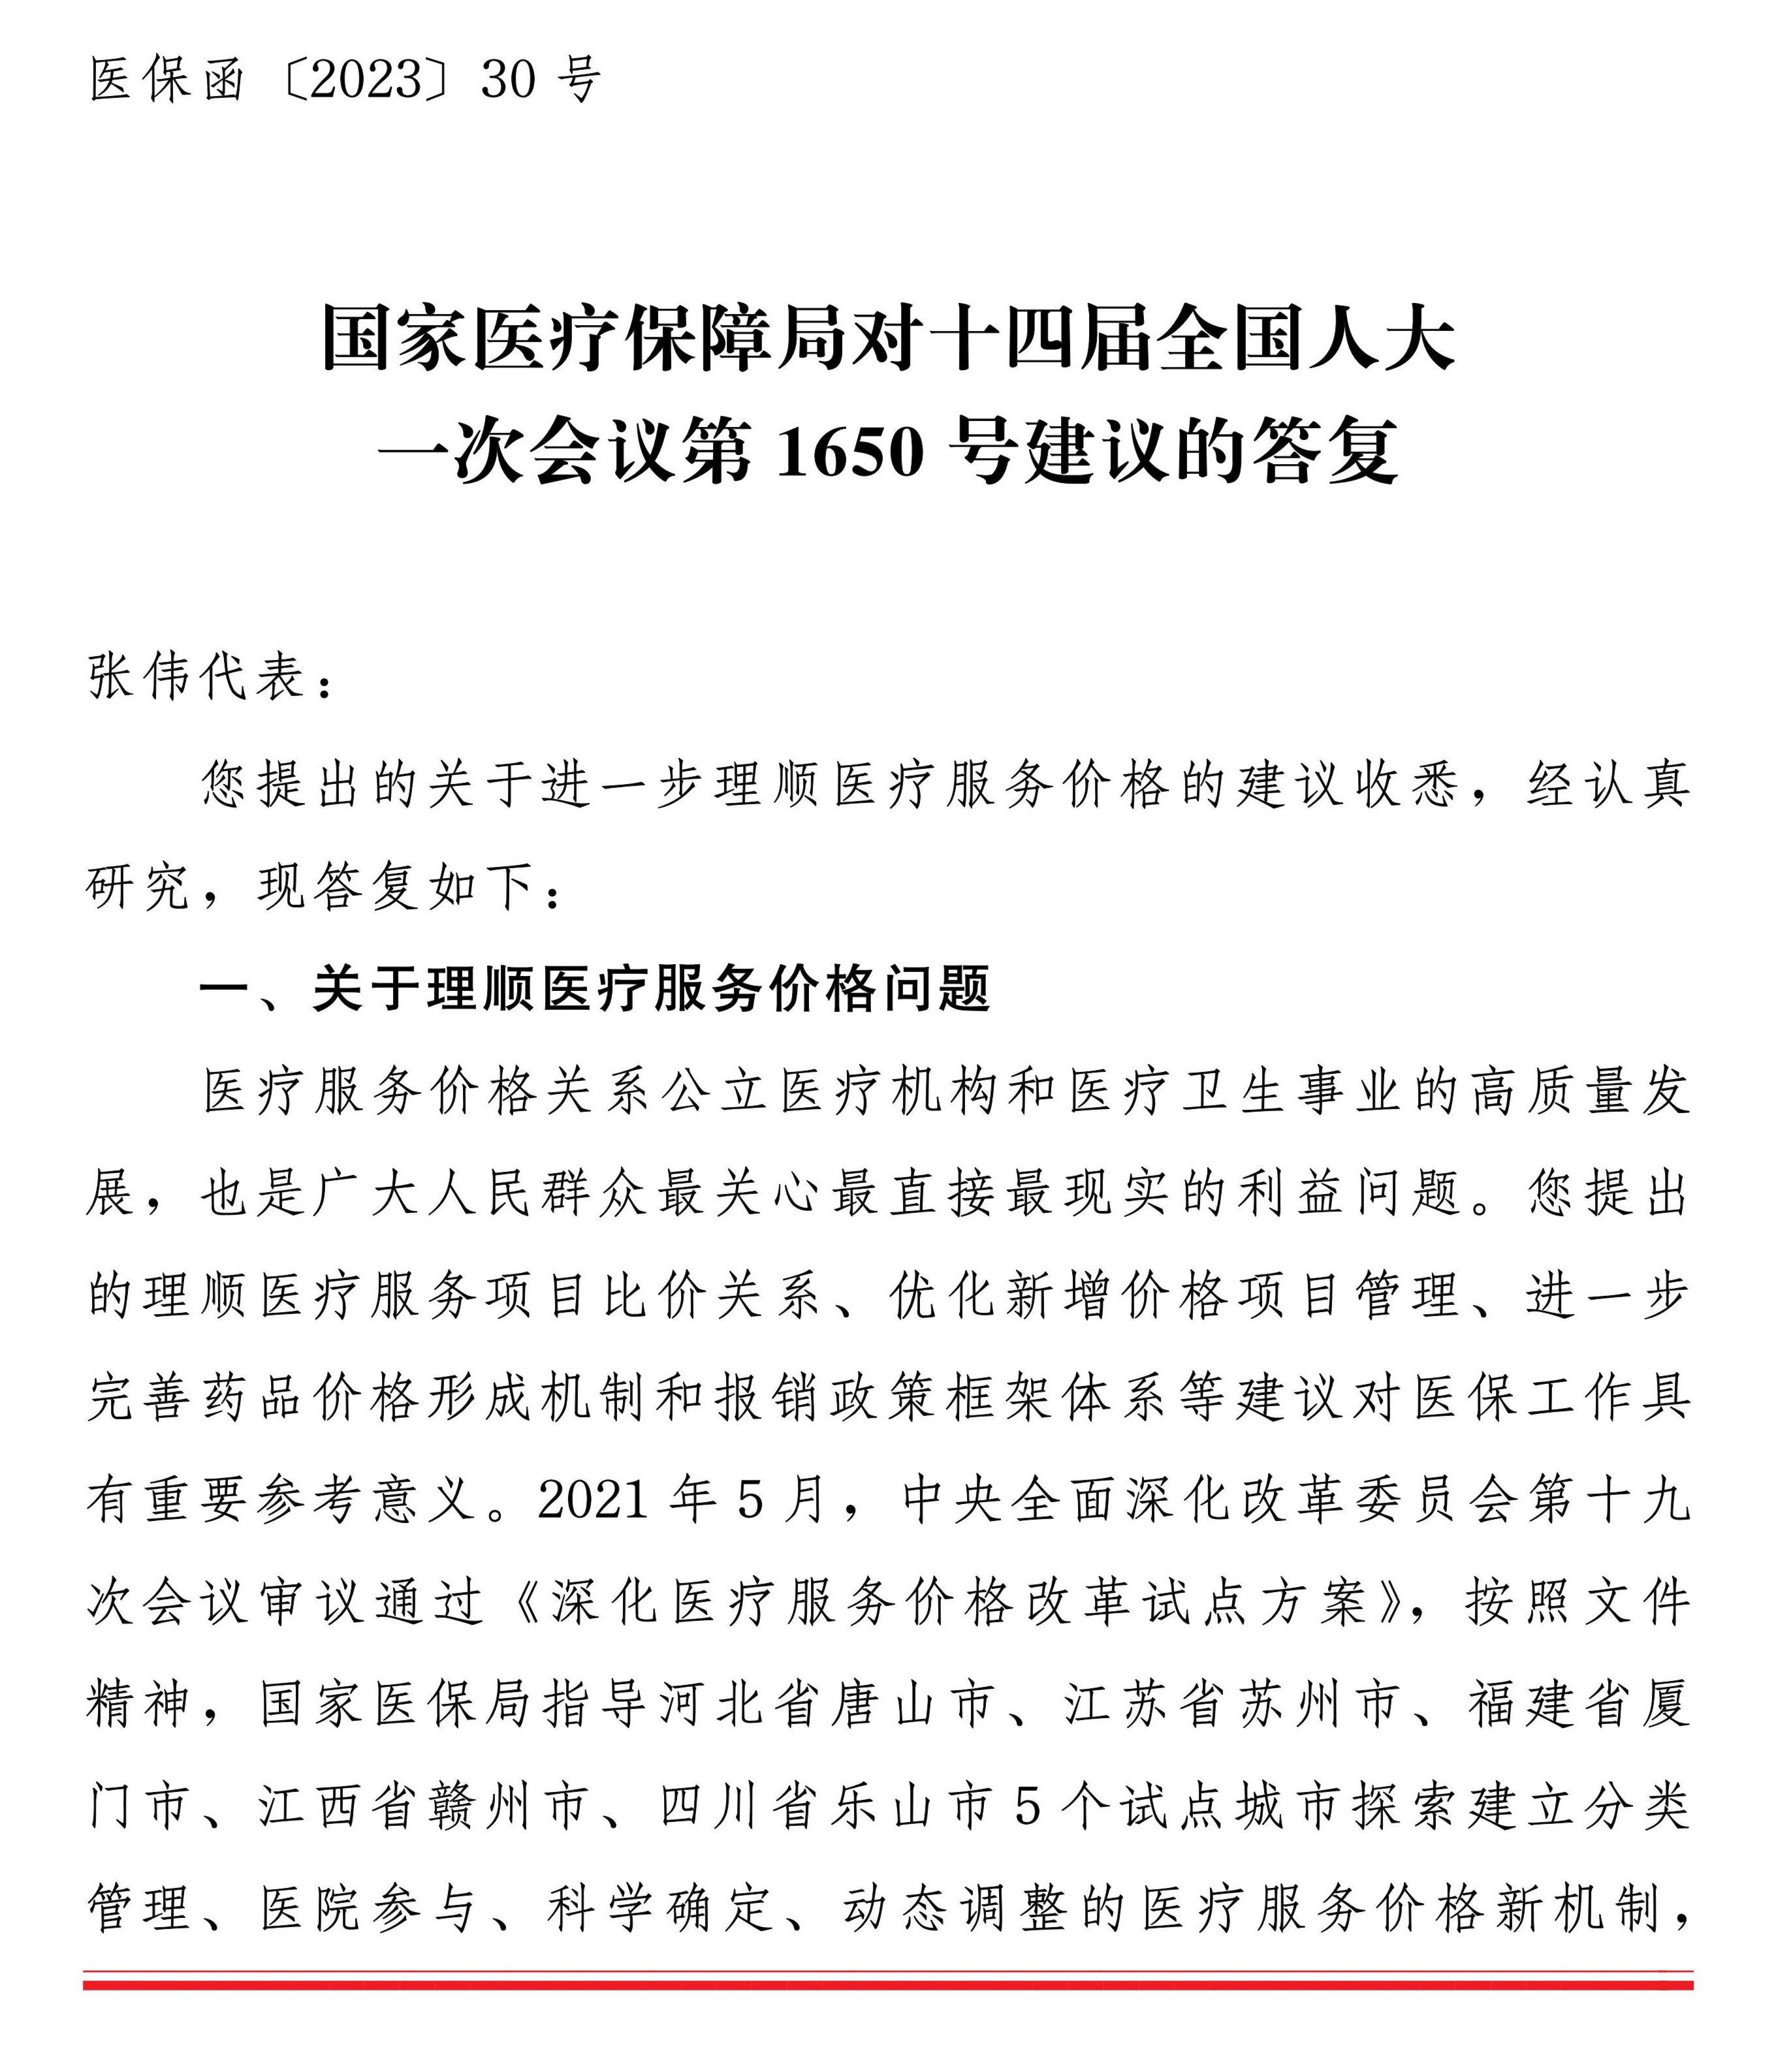 医保函〔2023〕30 号
国家医疗保障局对十四届全国人大
一次会议第 1650 号建议的答复
张伟代表：
您提出的关于进一步理顺医疗服务价格的建议收悉，经认真
研究，现答复如下：
一、关于理顺医疗服务价格问题
医疗服务价格关系公立医疗机构和医疗卫生事业的高质量发
展，也是广大人民群众最关心最直接最现实的利益问题。您提出
的理顺医疗服务项目比价关系、优化新增价格项目管理、进一步
完善药品价格形成机制和报销政策框架体系等建议对医保工作具
有重要参考意义。2021 年 5 月，中央全面深化改革委员会第十九
次会议审议通过《深化医疗服务价格改革试点方案》，按照文件
精神，国家医保局指导河北省唐山市、江苏省苏州市、福建省厦
门市、江西省赣州市、四川省乐山市 5 个试点城市探索建立分类
管理、医院参与、科学确定、动态调整的医疗服务价格新机制，